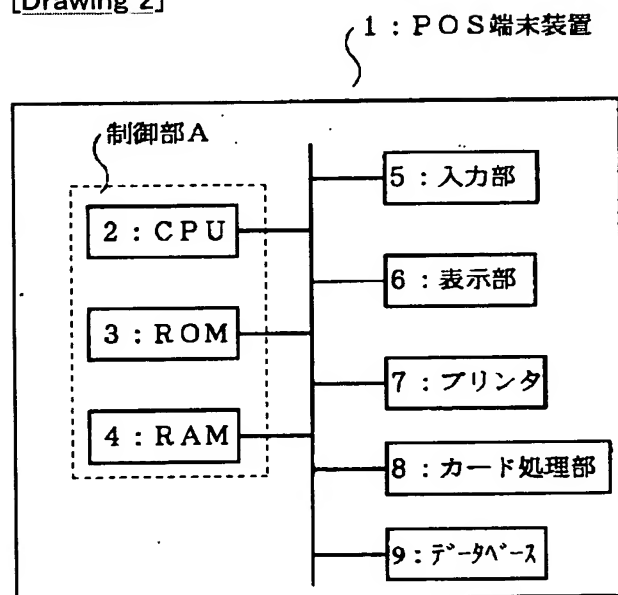 [Drawing 2]
1：POS端末装置
制御部A
2：CPU
3：ROM
4：RAM
5：入力部
6：表示部
7：プリンタ
8：カード処理部
9：ﾃﾞｰﾀﾍﾞｰｽ